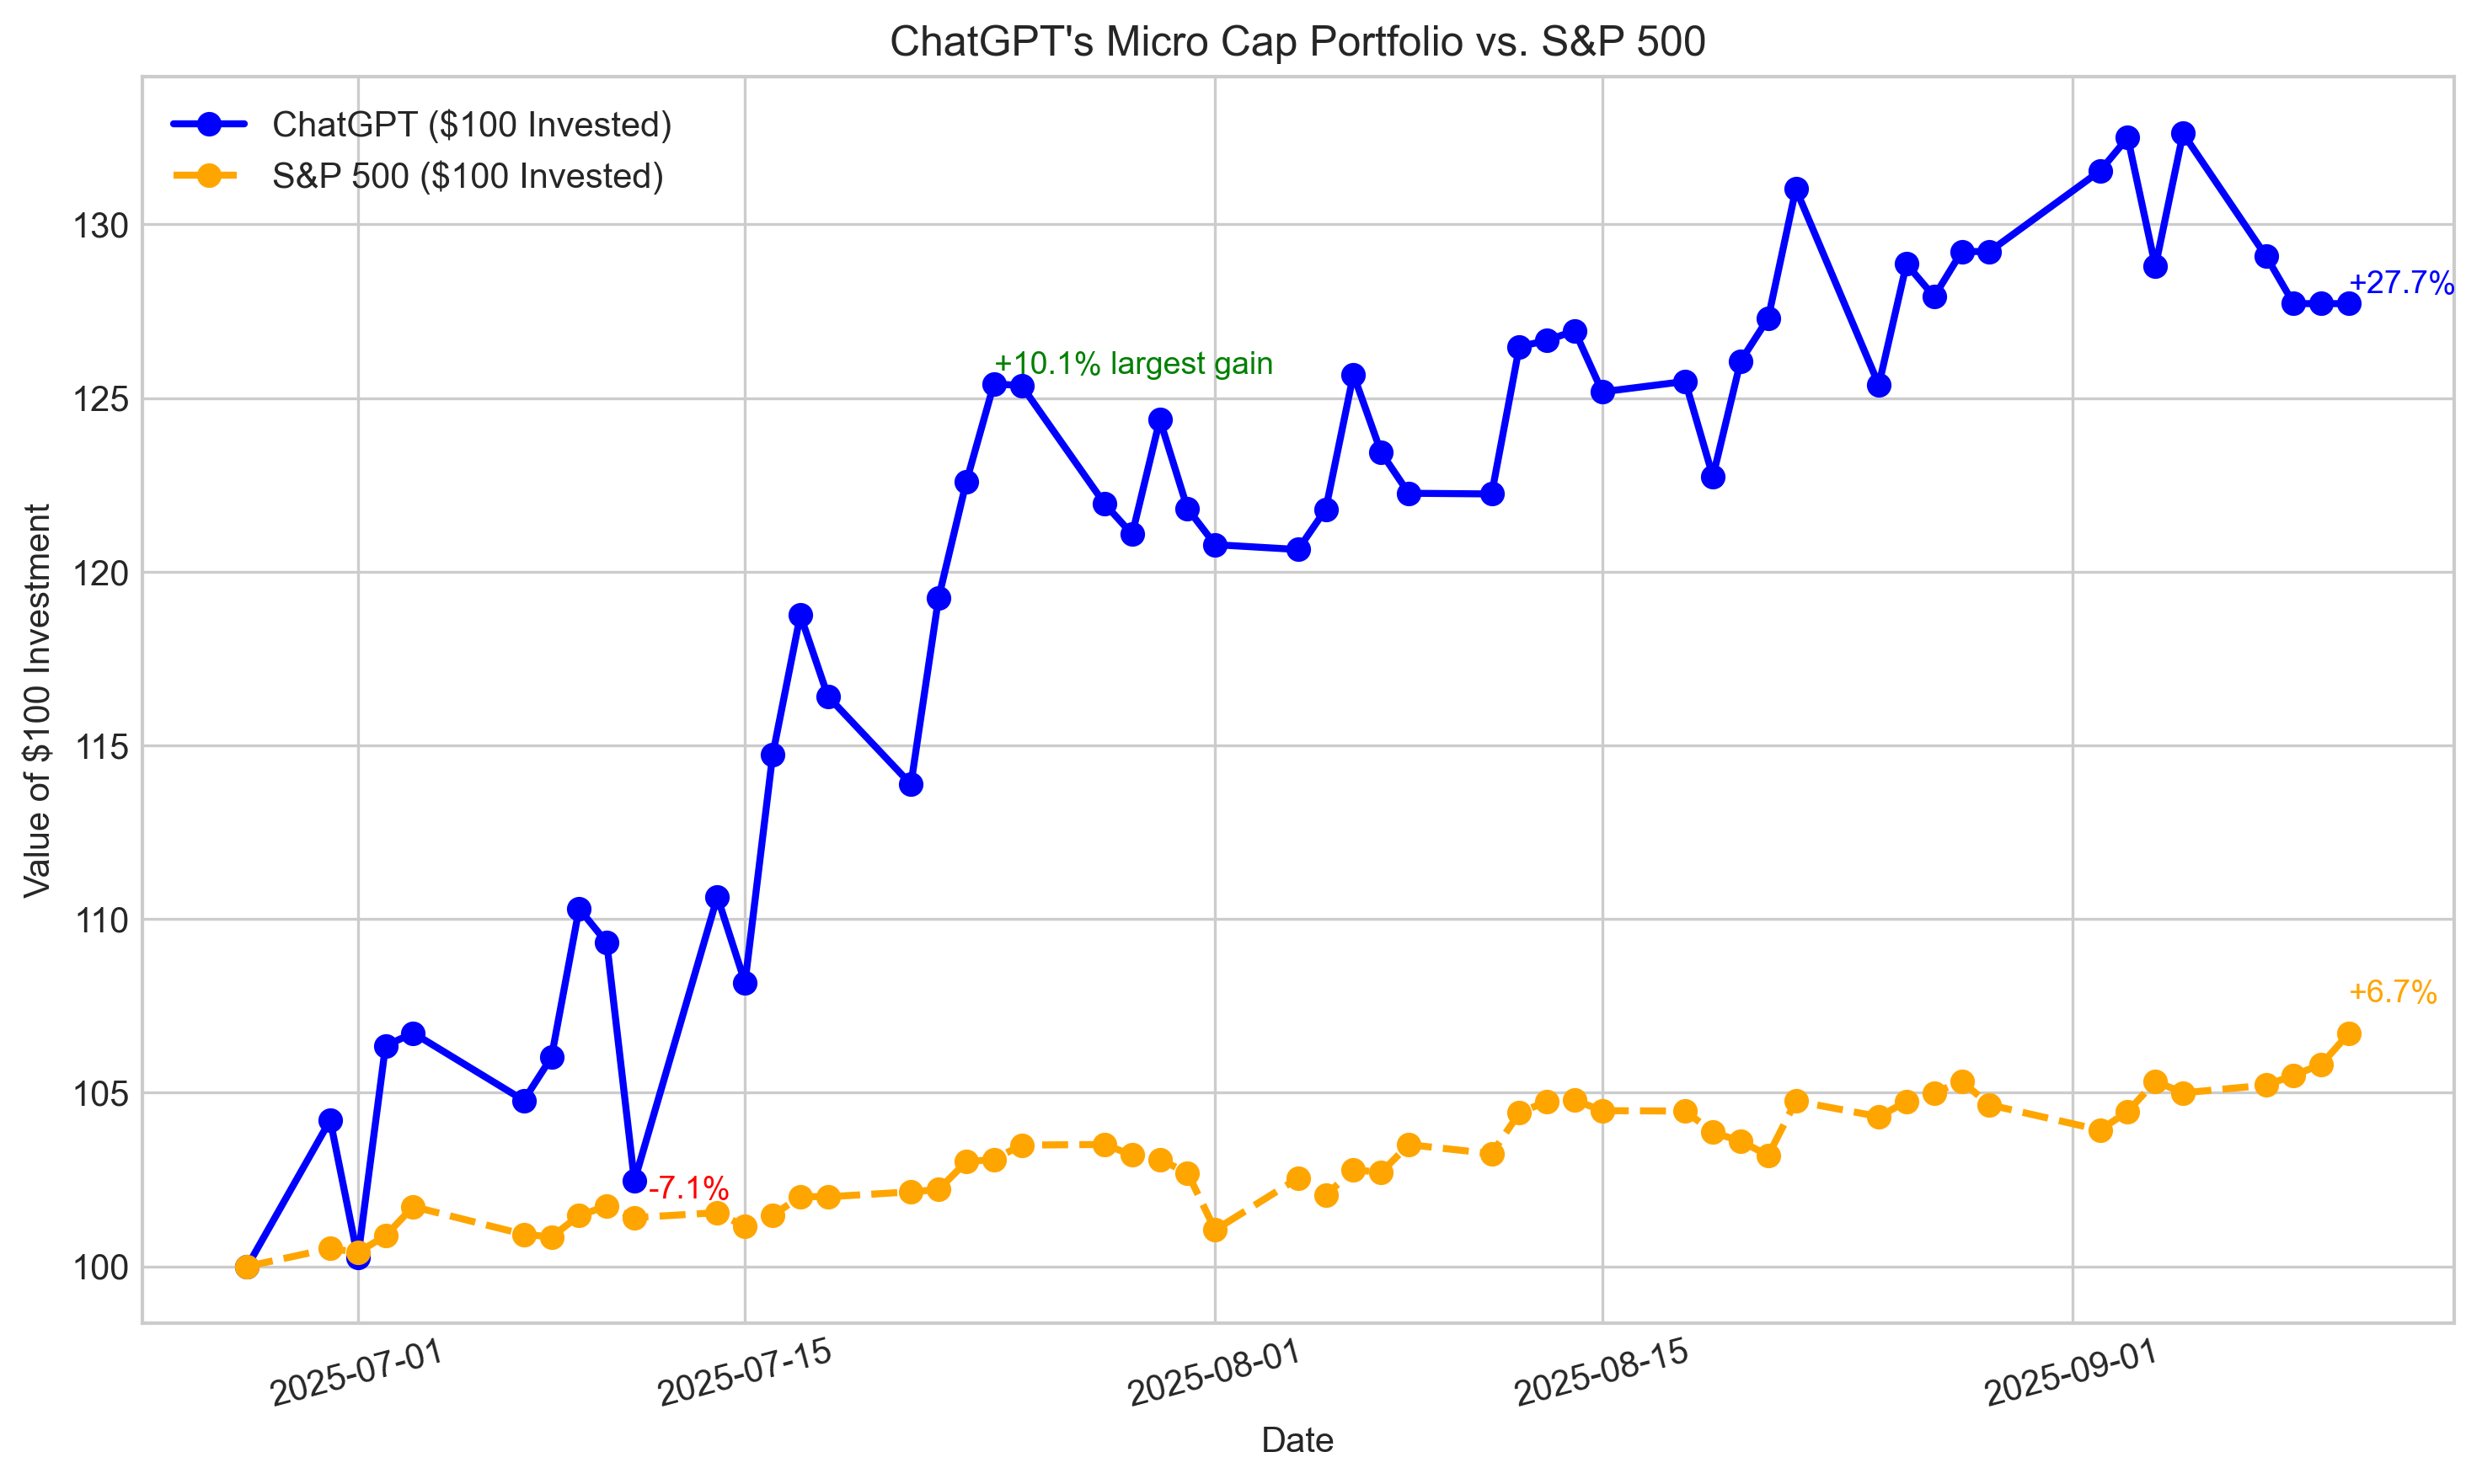 ChatGPT's Micro Cap Portfolio vs. S&P 500
ChatGPT ($100 Invested)
S&P 500 ($100 Invested)
Value of $100 Investment
130
125
120
115
110
105
100
+27.7%
+10.1% largest gain
+6.7%
-7.1%
2025-07-01
2025-07-15
2025-08-01
2025-08-15
2025-09-01
Date